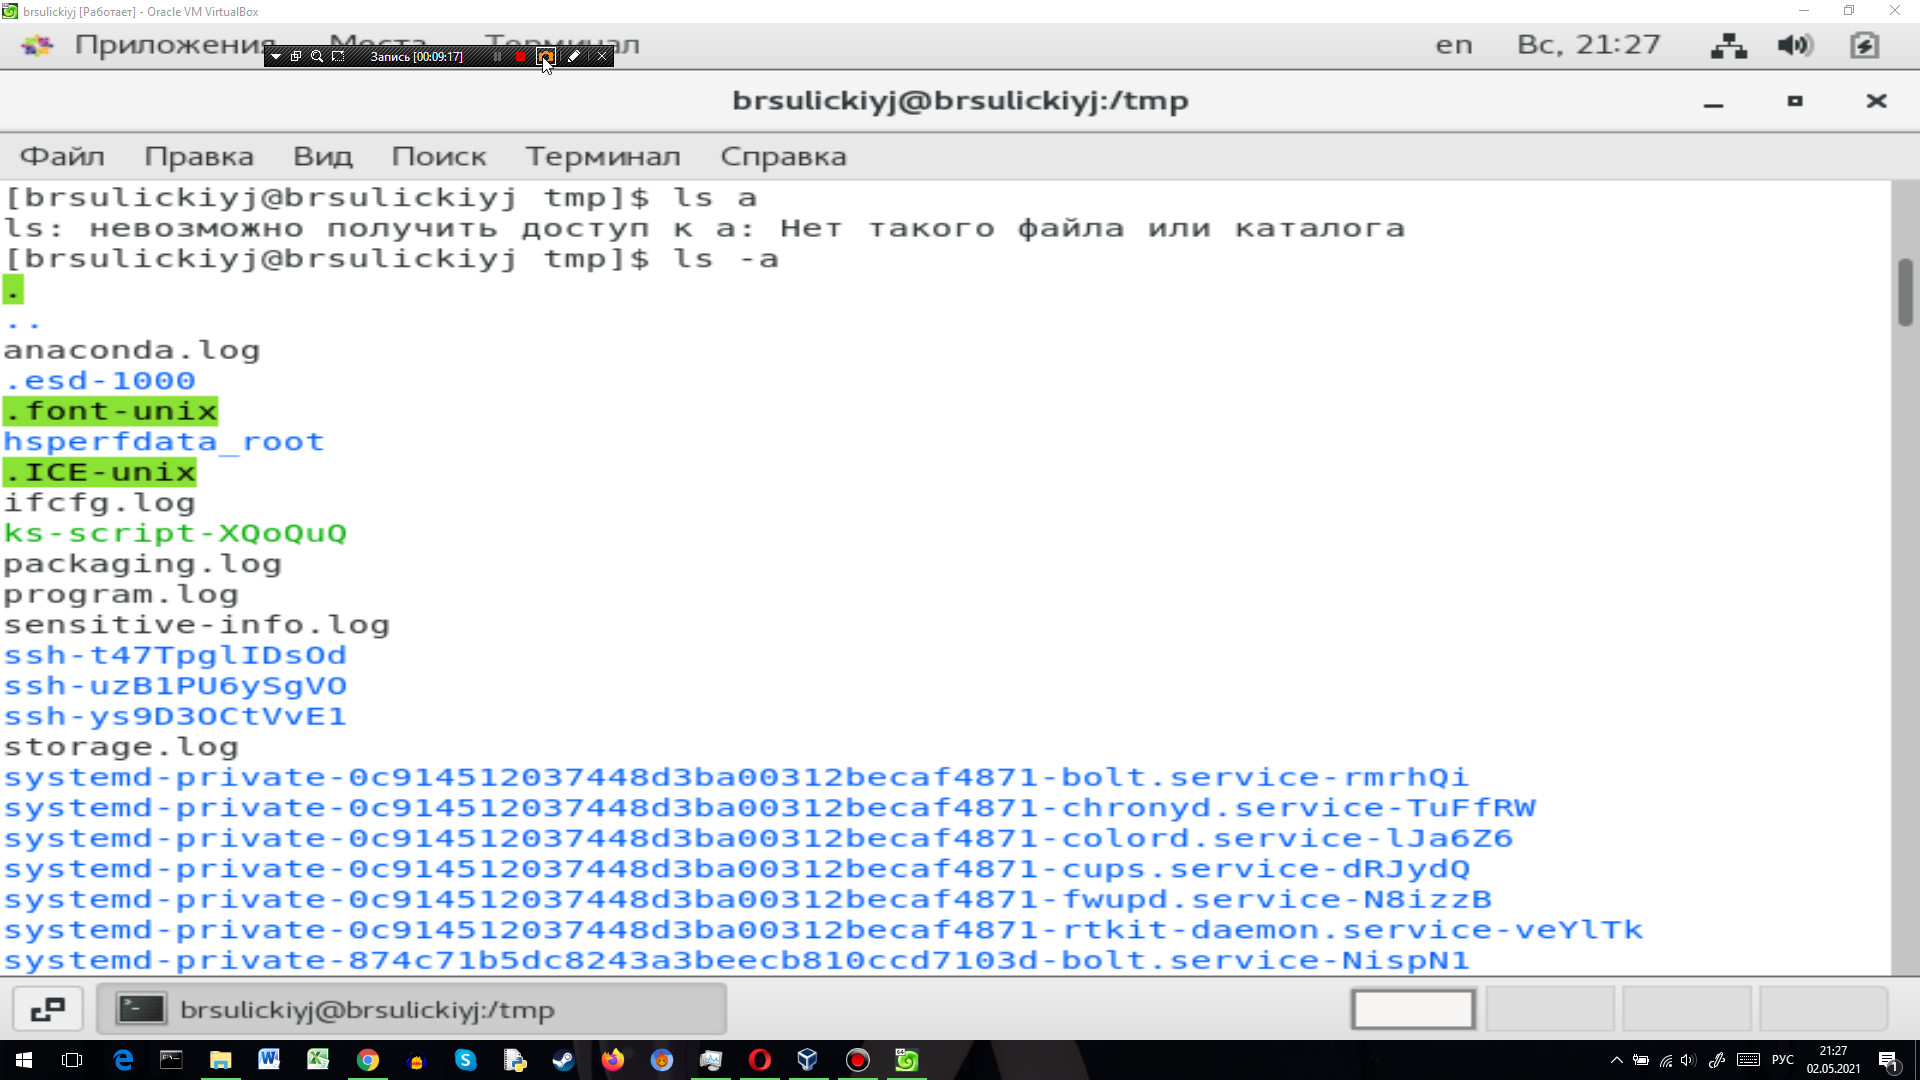 brsulickiyj [Работает] - Oracle VM VirtualBox
Приложения Места Терминал en Вс, 21:27
Запись [00:09:17]
brsulickiyj@brsulickiyj:/tmp
Файл Правка Вид Поиск Терминал Справка
[brsulickiyj@brsulickiyj tmp]$ ls a
ls: невозможно получить доступ к a: Нет такого файла или каталога
[brsulickiyj@brsulickiyj tmp]$ ls -a
.
..
anaconda.log
.esd-1000
.font-unix
hsperfdata_root
.ICE-unix
ifcfg.log
ks-script-XQoQuQ
packaging.log
program.log
sensitive-info.log
ssh-t47TpglIDsOd
ssh-uzB1PU6ySgVO
ssh-ys9D3OCtVvE1
storage.log
systemd-private-0c914512037448d3ba00312becaf4871-bolt.service-rmrhQi
systemd-private-0c914512037448d3ba00312becaf4871-chronyd.service-TuFfRW
systemd-private-0c914512037448d3ba00312becaf4871-colord.service-lJa6Z6
systemd-private-0c914512037448d3ba00312becaf4871-cups.service-dRJydQ
systemd-private-0c914512037448d3ba00312becaf4871-fwupd.service-N8izzB
systemd-private-0c914512037448d3ba00312becaf4871-rtkit-daemon.service-veYlTk
systemd-private-874c71b5dc8243a3beecb810ccd7103d-bolt.service-NispN1
brsulickiyj@brsulickiyj:/tmp
РУС 21:27
02.05.2021
1